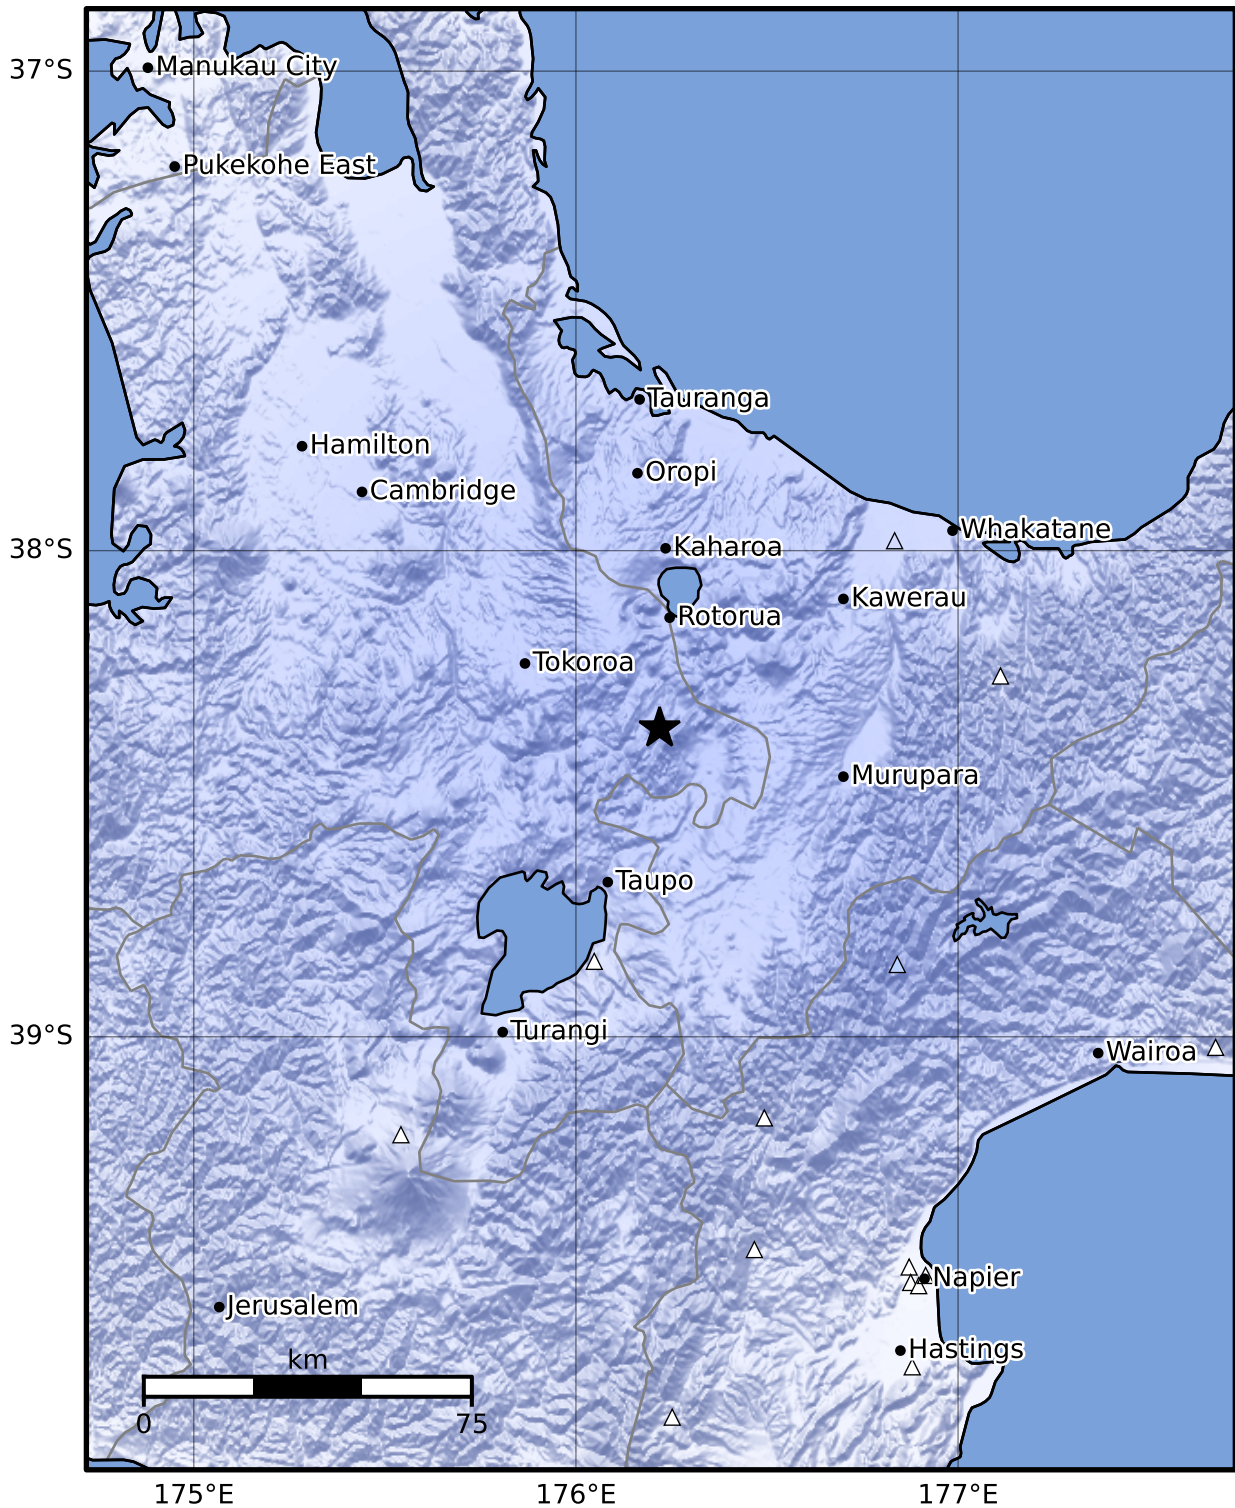 37°S
Manukau City
Pukekohe East
Tauranga
Hamilton
Oropi
Cambridge
Whakatane
38°S
Kaharoa
Kawerau
Rotorua
Tokoroa
Murupara
Taupo
Turangi
39°S
Wairoa
Napier
Jerusalem
Hastings
km
0
75
175°E
176°E
177°E